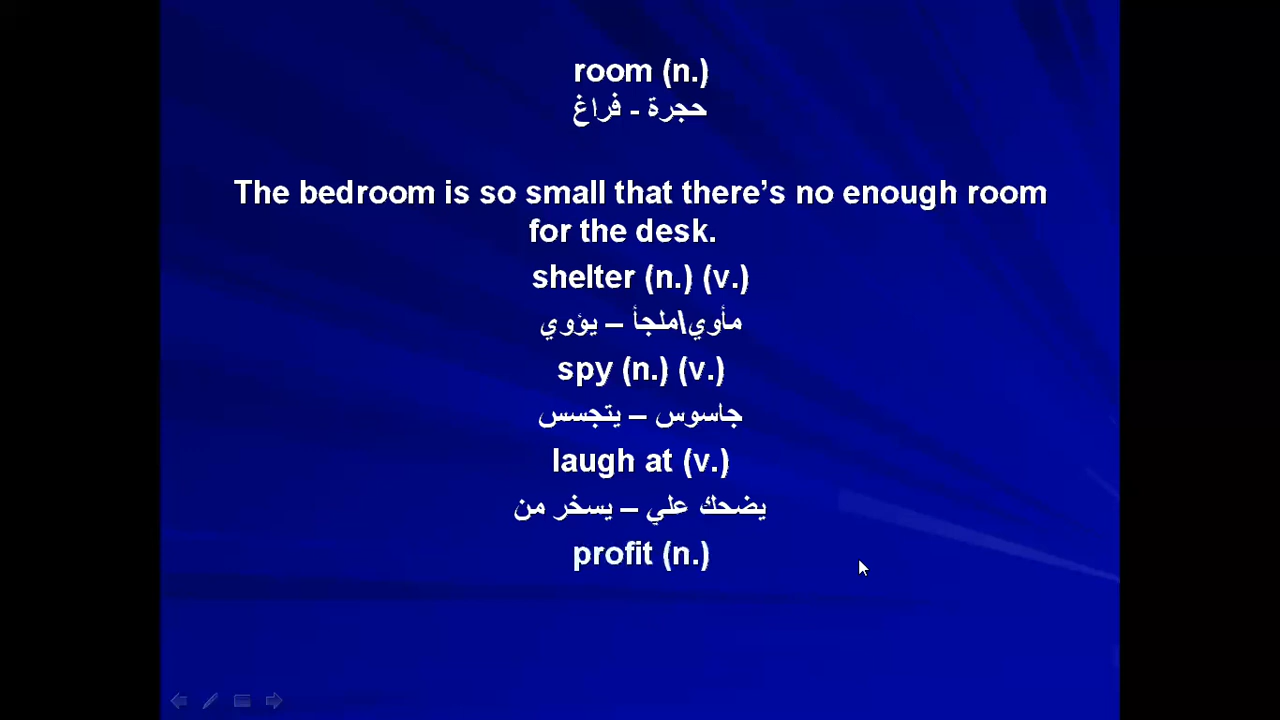 room (n.)
حجرة - فراغ
The bedroom is so small that there’s no enough room
for the desk.
shelter (n.) (v.)
مأوي\ملجأ – يؤوي
spy (n.) (v.)
جاسوس – يتجسس
laugh at (v.)
يضحك علي – يسخر من
profit (n.)